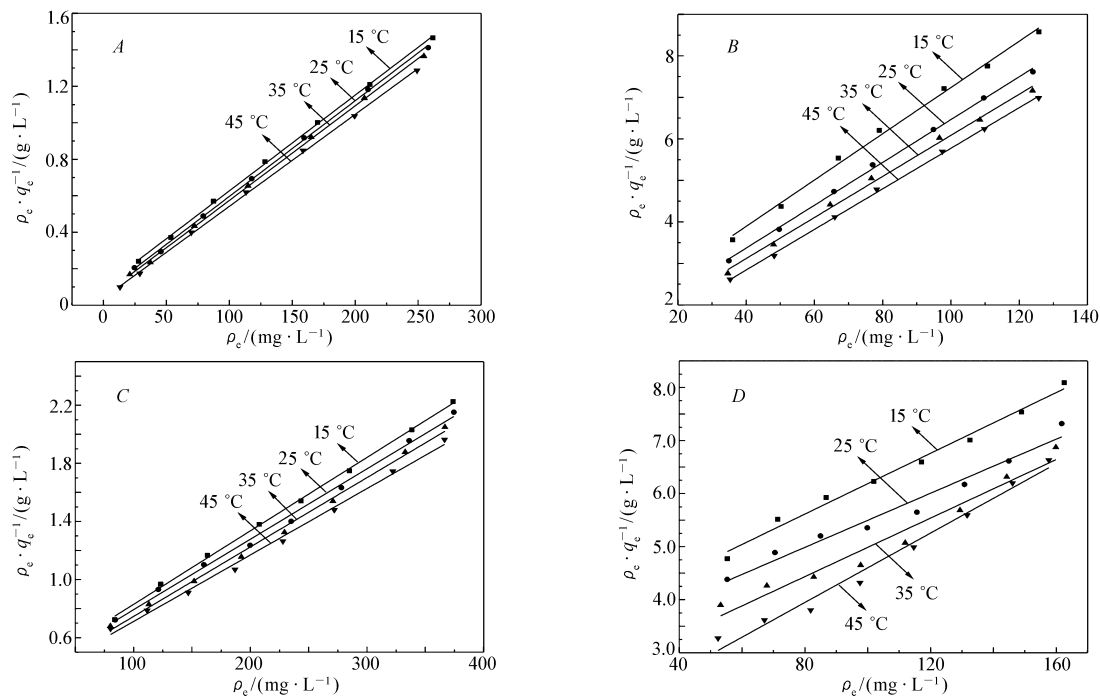 A
1.6
1.2
0.8
0.4
0
ρe · qe⁻¹/(g · L⁻¹)
15 °C
25 °C
35 °C
45 °C
0 50 100 150 200 250 300
ρe/(mg · L⁻¹)
B
8
6
4
2
ρe · qe⁻¹/(g · L⁻¹)
15 °C
25 °C
35 °C
45 °C
20 40 60 80 100 120 140
ρe/(mg · L⁻¹)
C
2.2
1.8
1.4
1.0
0.6
ρe · qe⁻¹/(g · L⁻¹)
15 °C
25 °C
35 °C
45 °C
100 200 300 400
ρe/(mg · L⁻¹)
D
8.0
7.0
6.0
5.0
4.0
3.0
ρe · qe⁻¹/(g · L⁻¹)
15 °C
25 °C
35 °C
45 °C
40 80 120 160
ρe/(mg · L⁻¹)